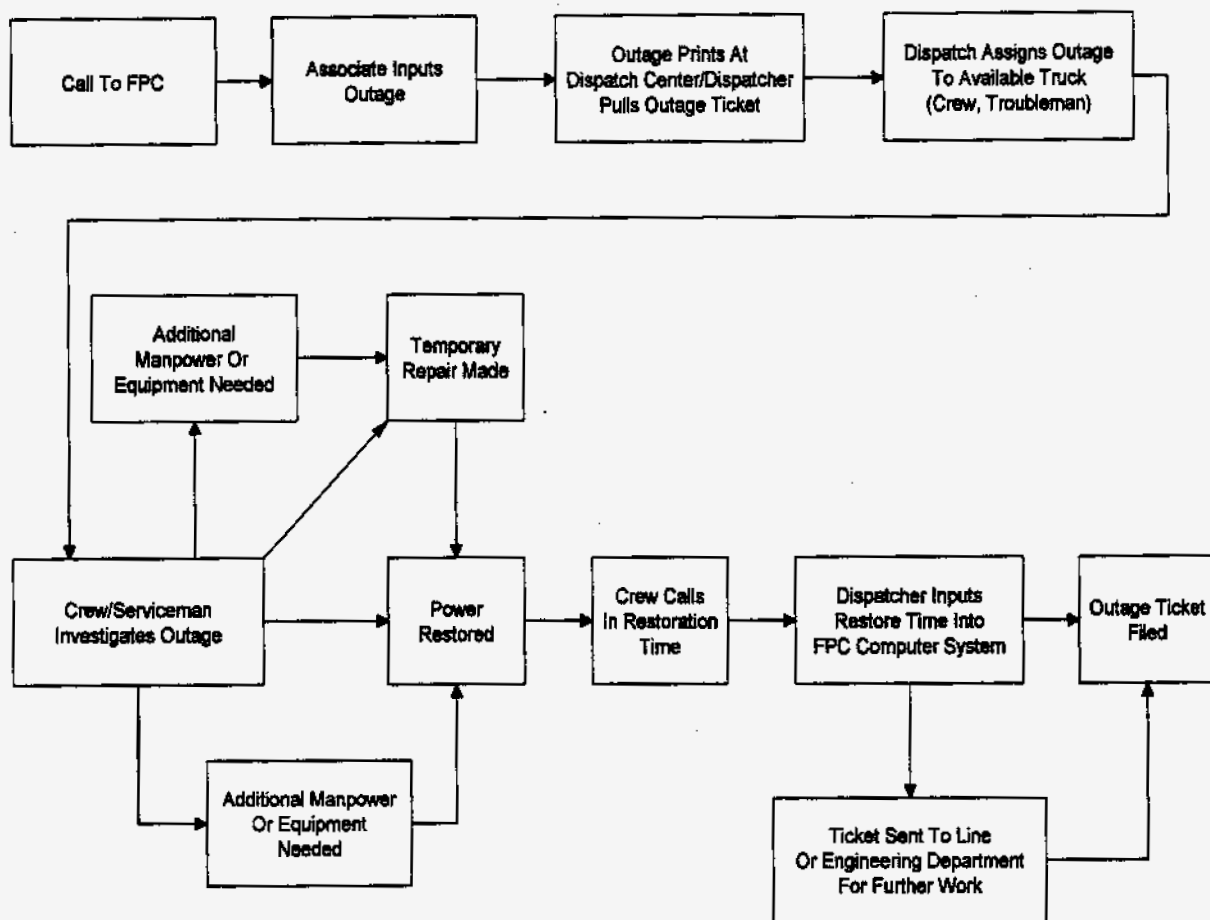 Call To FPC
Associate Inputs
Outage
Outage Prints At
Dispatch Center/Dispatcher
Pulls Outage Ticket
Dispatch Assigns Outage
To Available Truck
(Crew, Troubleman)
Additional
Manpower Or
Equipment Needed
Temporary
Repair Made
Crew/Serviceman
Investigates Outage
Power
Restored
Crew Calls
In Restoration
Time
Dispatcher Inputs
Restore Time Into
FPC Computer System
Outage Ticket
Filed
Additional Manpower
Or Equipment
Needed
Ticket Sent To Line
Or Engineering Department
For Further Work